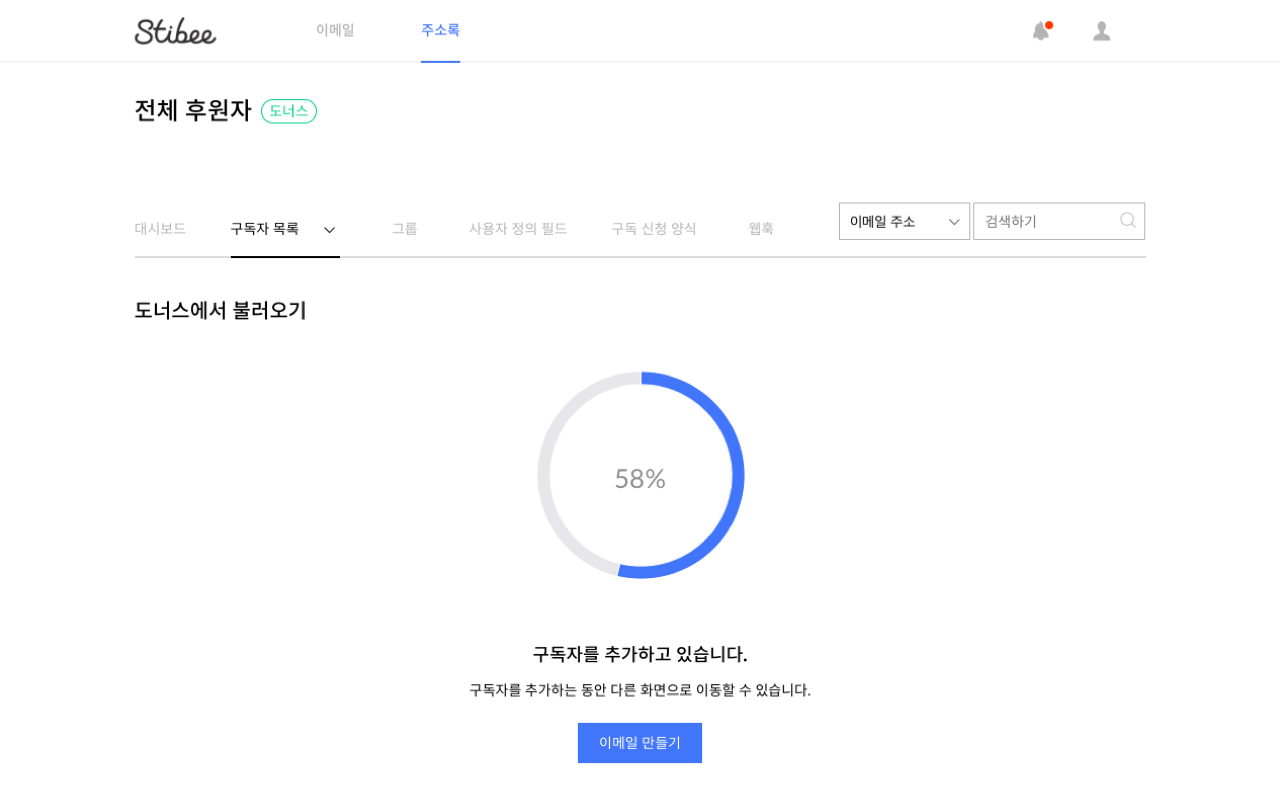 Stibee
이메일
주소록
전체 후원자 도너스
대시보드
구독자 목록
그룹
사용자 정의 필드
구독 신청 양식
웹훅
이메일 주소
검색하기
도너스에서 불러오기
58%
구독자를 추가하고 있습니다.
구독자를 추가하는 동안 다른 화면으로 이동할 수 있습니다.
이메일 만들기